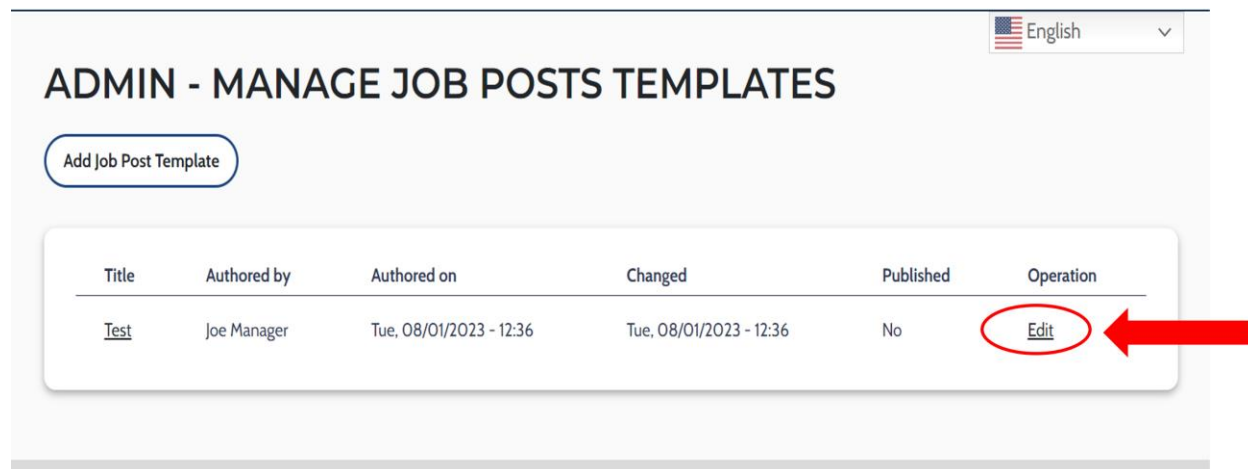 English
ADMIN - MANAGE JOB POSTS TEMPLATES
Add Job Post Template
Title Authored by Authored on Changed Published Operation
Test Joe Manager Tue, 08/01/2023 - 12:36 Tue, 08/01/2023 - 12:36 No Edit